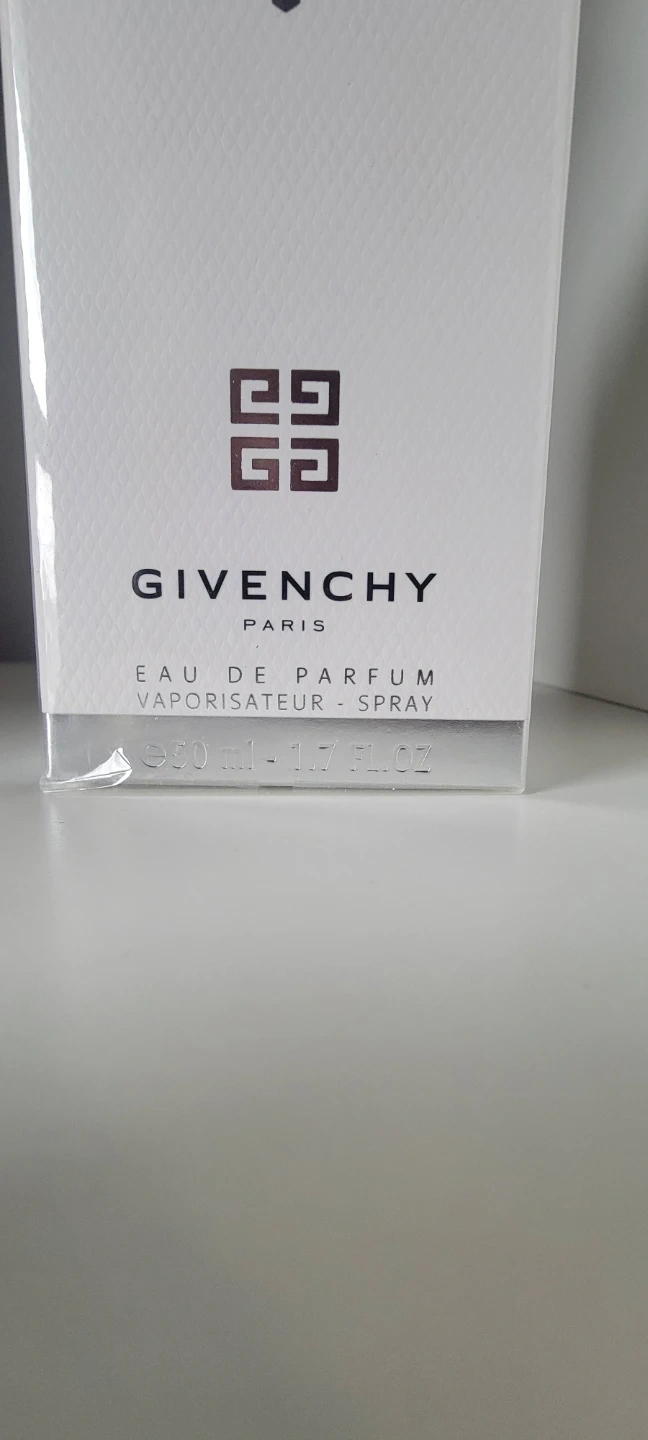 GIVENCHY
PARIS
EAU DE PARFUM
VAPORISATEUR - SPRAY
℮50 ml - 1.7 FL.OZ